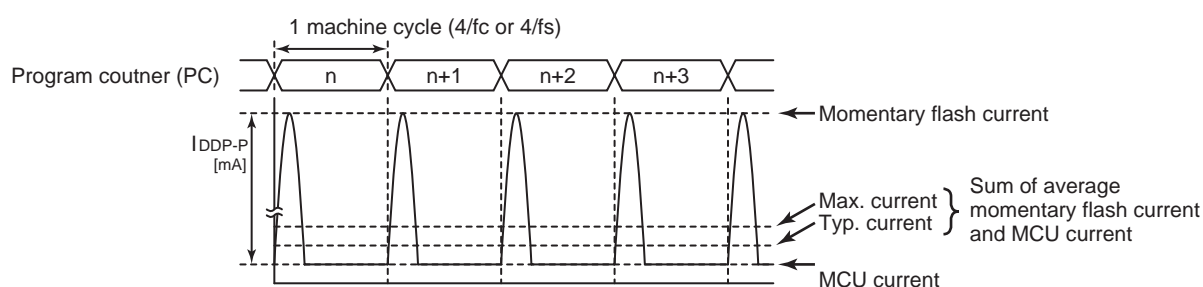 1 machine cycle (4/fc or 4/fs)
Program coutner (PC)
n
n+1
n+2
n+3
Momentary flash current
IDDP-P
[mA]
Max. current
Typ. current
Sum of average
momentary flash current
and MCU current
MCU current